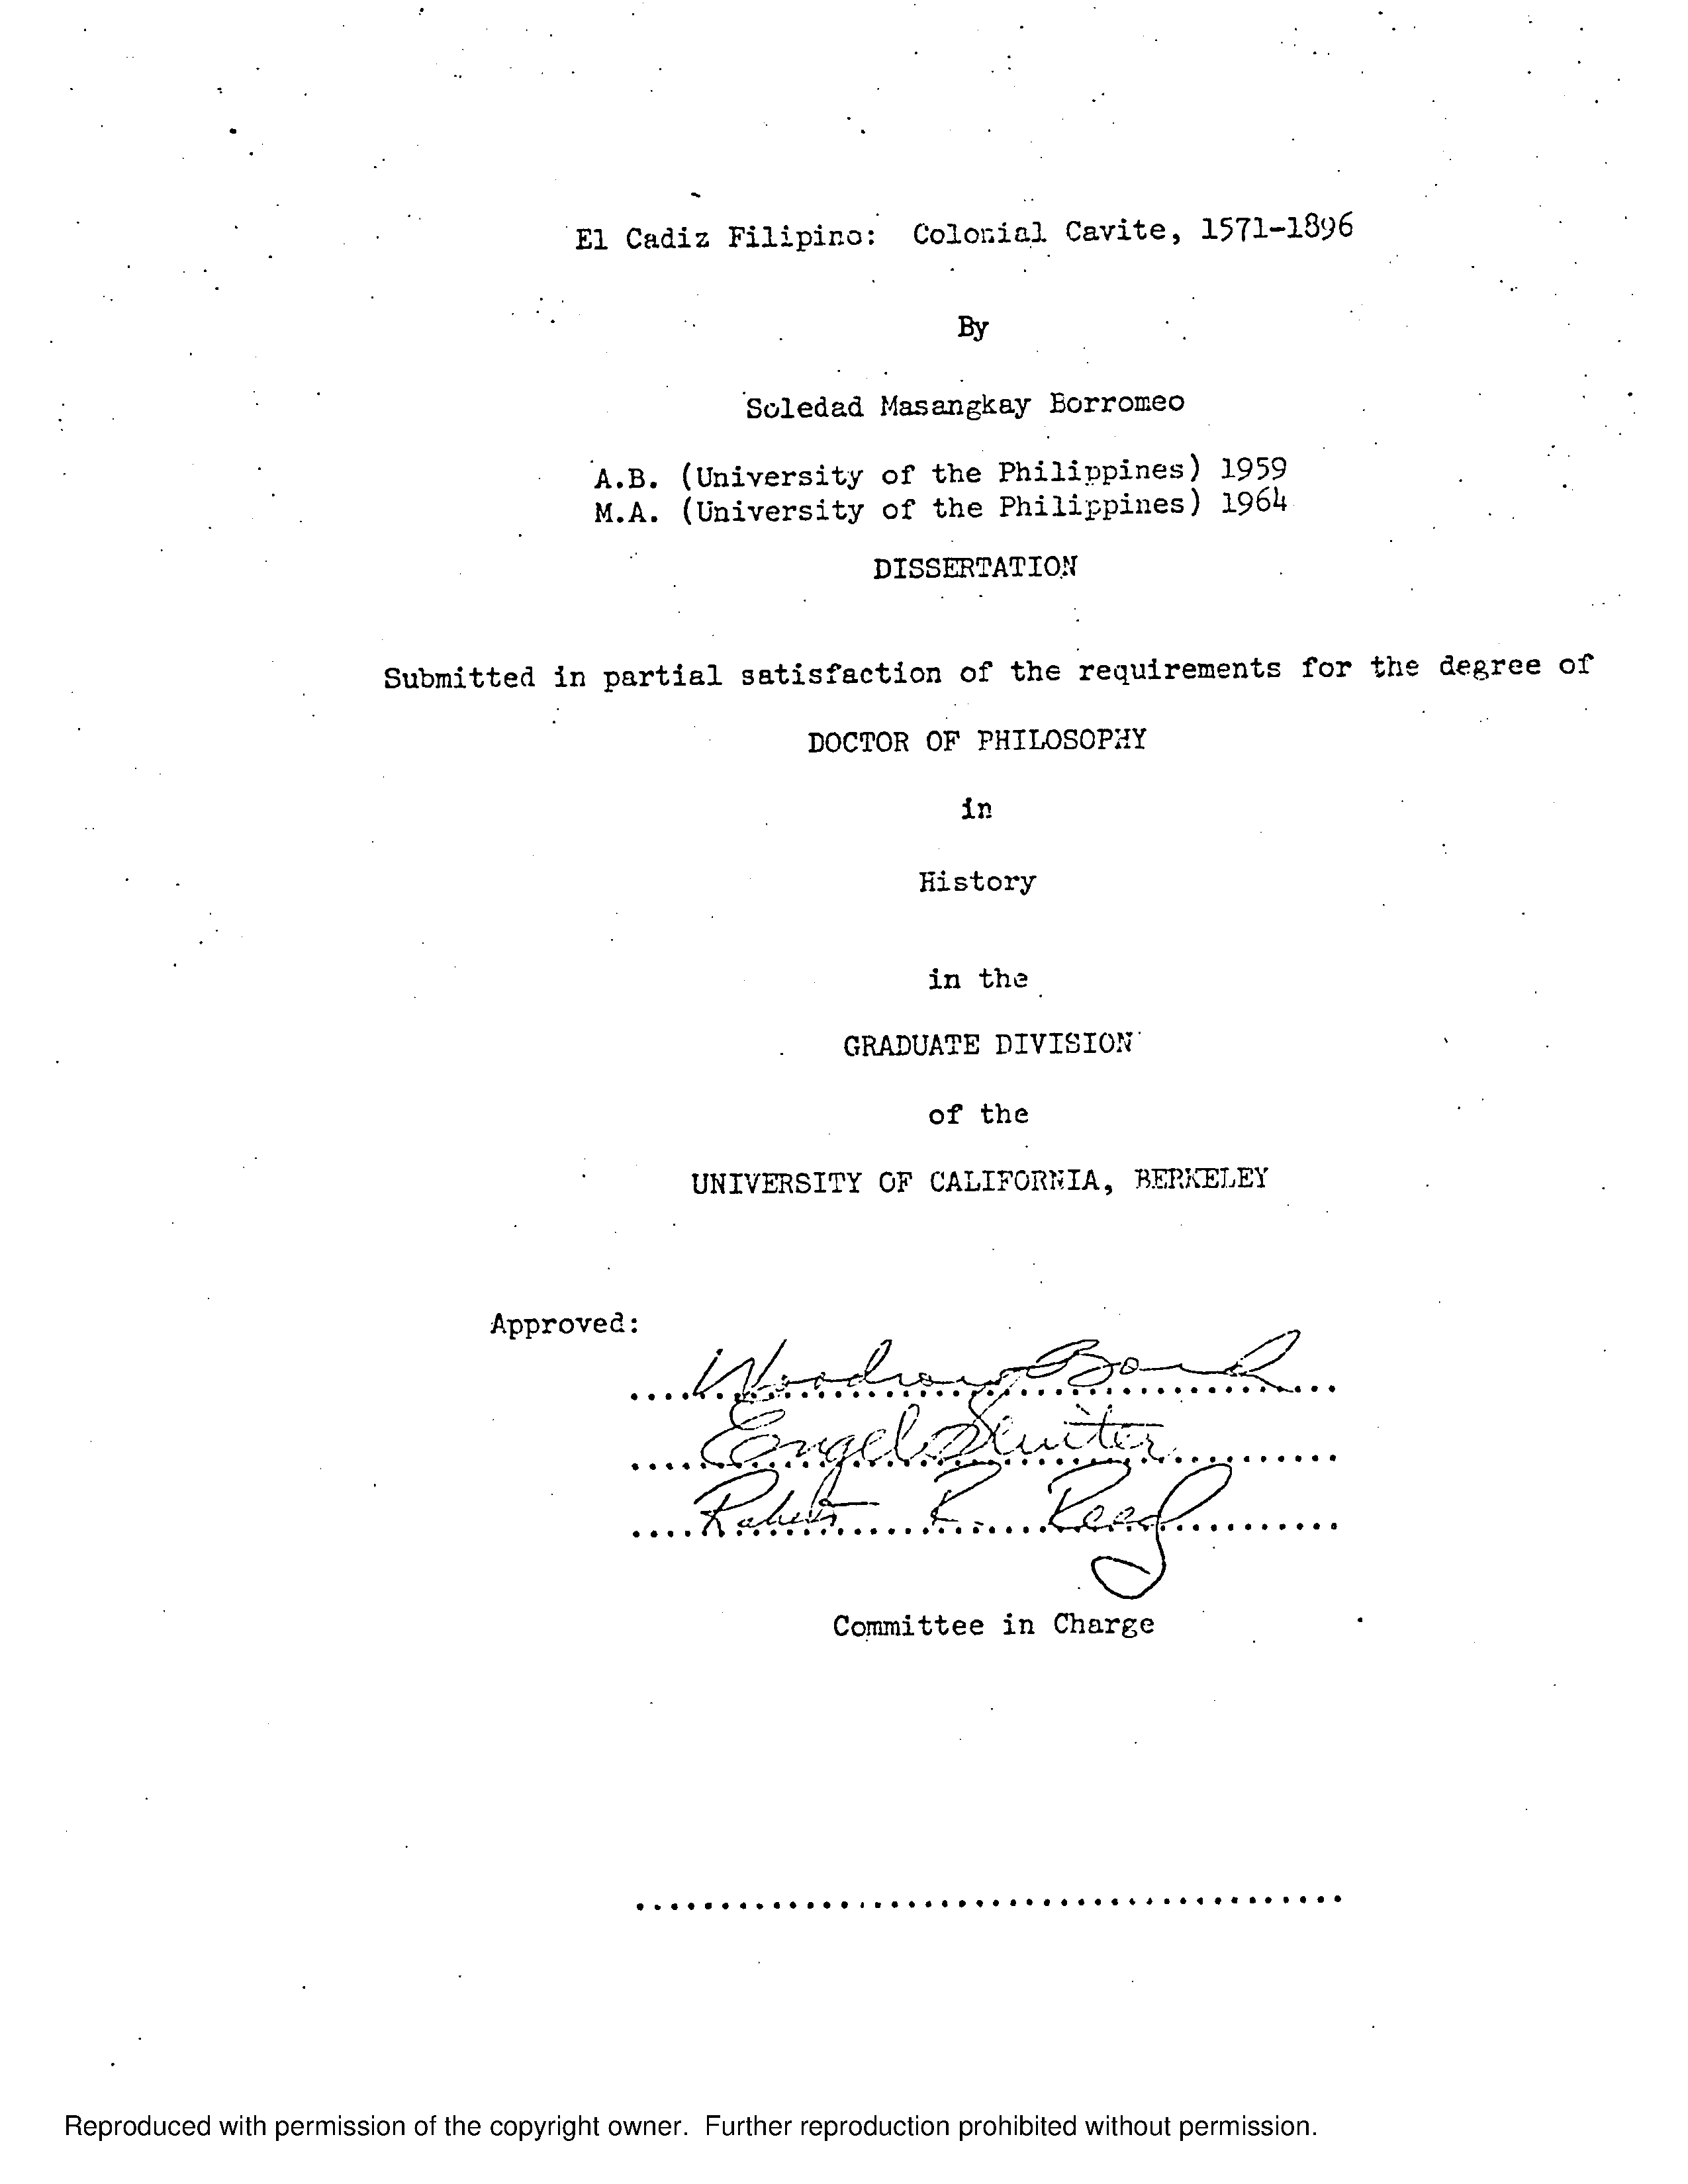 El Cadiz Filipino: Colonial Cavite, 1571-1896
By
Soledad Masangkay Borromeo
A.B. (University of the Philippines) 1959
M.A. (University of the Philippines) 1964
DISSERTATION
Submitted in partial satisfaction of the requirements for the degree of
DOCTOR OF PHILOSOPHY
in
History
in the
GRADUATE DIVISION
of the
UNIVERSITY OF CALIFORNIA, BERKELEY
Approved:
Woodrow Borah
Engel Sluiter
Robert R. Reed
Committee in Charge
Reproduced with permission of the copyright owner. Further reproduction prohibited without permission.